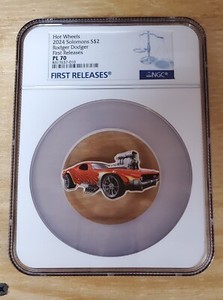 Hot Wheels
2024 Solomons S$2
Rodger Dodger
First Releases
PL 70
FIRST RELEASES
NGC